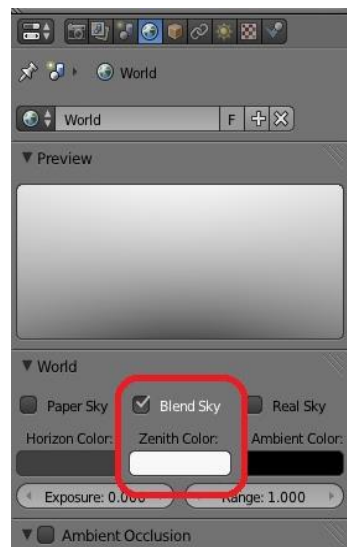 World
World F
Preview
World
Paper Sky Blend Sky Real Sky
Horizon Color: Zenith Color: Ambient Color:
Exposure: 0.000 Range: 1.000
Ambient Occlusion